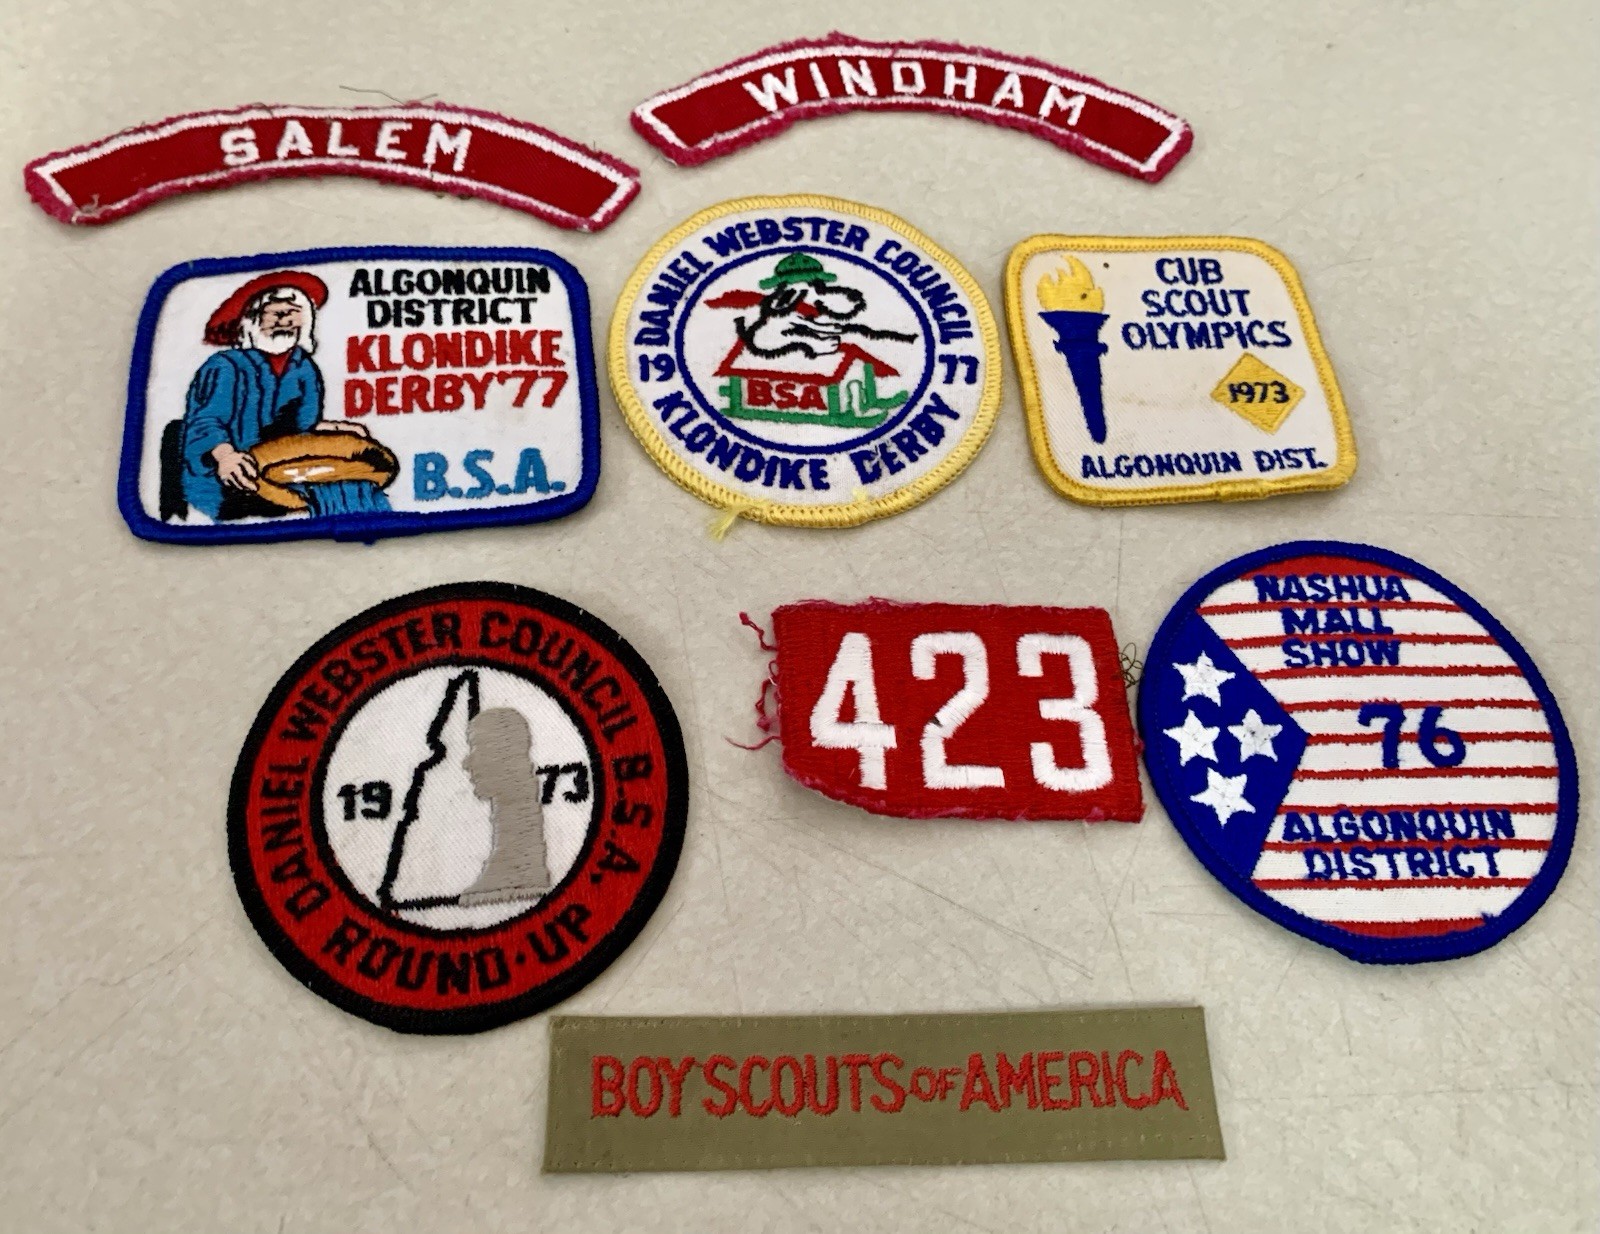 SALEM
WINDHAM
ALGONQUIN
DISTRICT
KLONDIKE
DERBY '77
B.S.A.
DANIEL WEBSTER COUNCIL
19 77
BSA
KLONDIKE DERBY
CUB
SCOUT
OLYMPICS
1973
ALGONQUIN DIST.
DANIEL WEBSTER COUNCIL B.S.A.
19 73
ROUND-UP
423
NASHUA
MALL
SHOW
76
ALGONQUIN
DISTRICT
BOY SCOUTS OF AMERICA